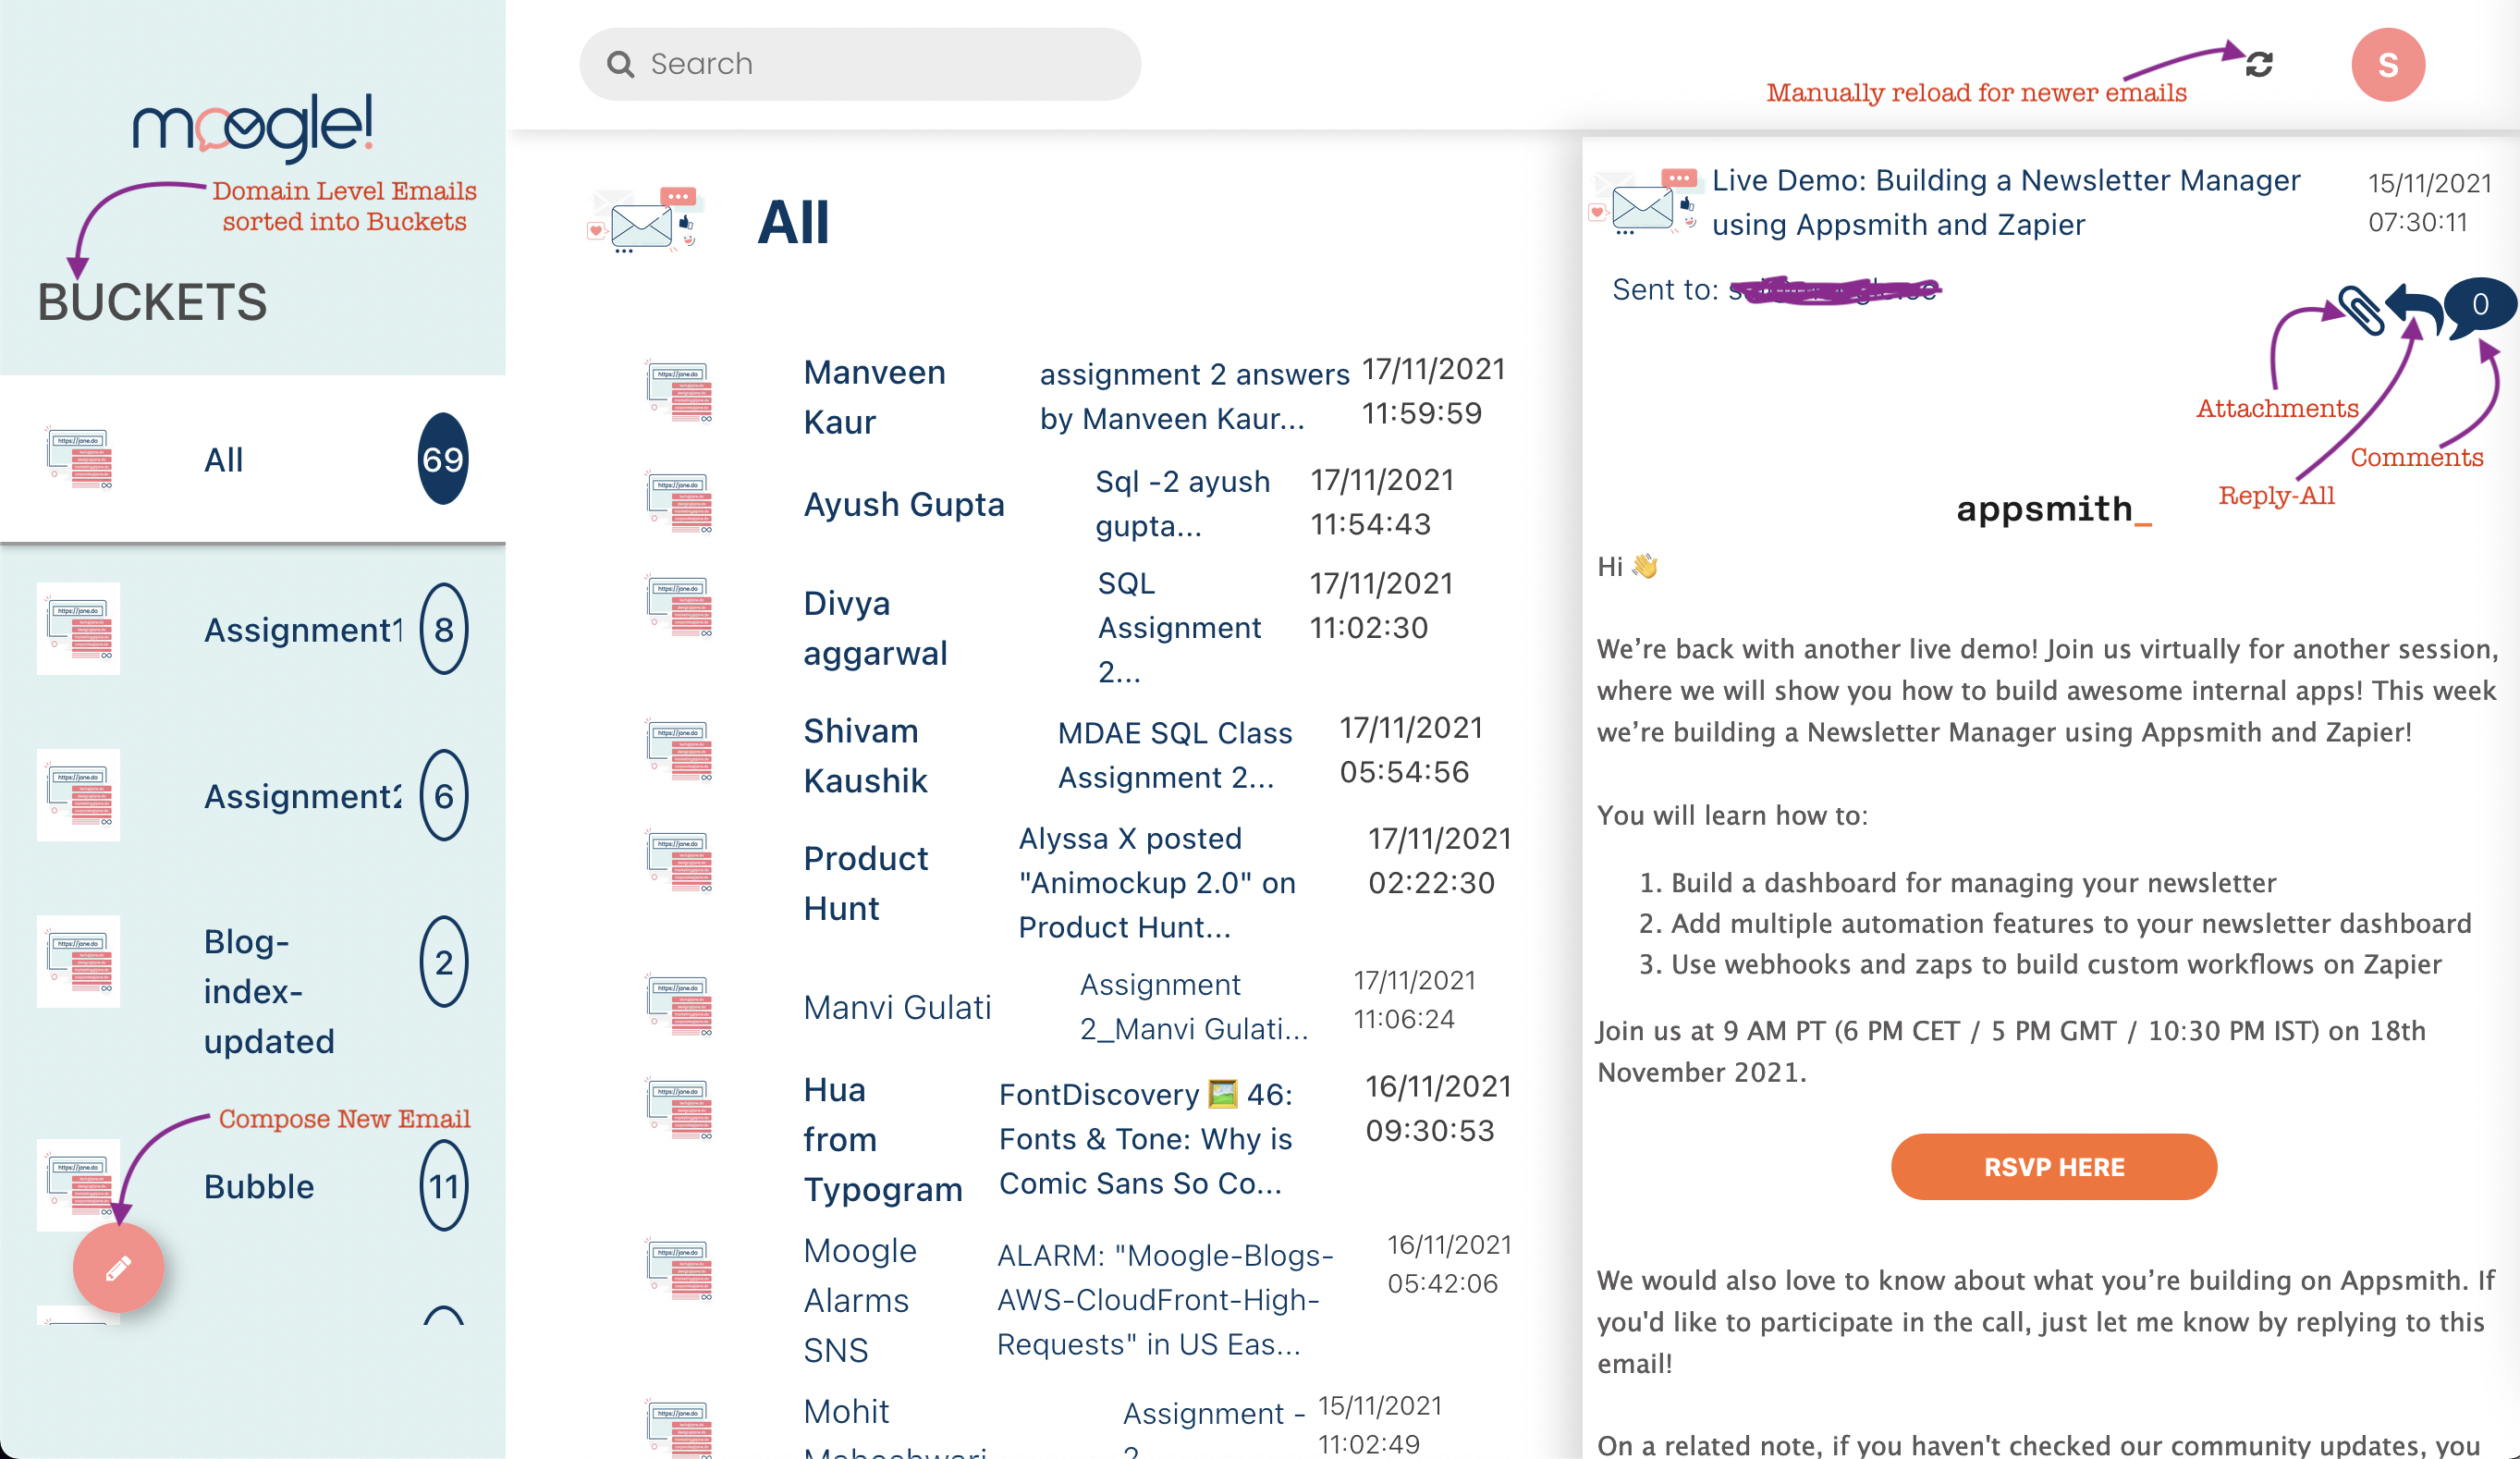 moogle!
Domain Level Emails
sorted into Buckets
BUCKETS
All
69
Assignment1
8
Assignment2
6
Blog-
index-
updated
2
Compose New Email
Bubble
11
Search
Manually reload for newer emails
S
All
Manveen
Kaur
assignment 2 answers
by Manveen Kaur...
17/11/2021
11:59:59
Ayush Gupta
Sql -2 ayush
gupta...
17/11/2021
11:54:43
Divya
aggarwal
SQL
Assignment
2...
17/11/2021
11:02:30
Shivam
Kaushik
MDAE SQL Class
Assignment 2...
17/11/2021
05:54:56
Product
Hunt
Alyssa X posted
"Animockup 2.0" on
Product Hunt...
17/11/2021
02:22:30
Manvi Gulati
Assignment
2_Manvi Gulati...
17/11/2021
11:06:24
Hua
from
Typogram
FontDiscovery 🖼️ 46:
Fonts & Tone: Why is
Comic Sans So Co...
16/11/2021
09:30:53
Moogle
Alarms
SNS
ALARM: "Moogle-Blogs-
AWS-CloudFront-High-
Requests" in US Eas...
16/11/2021
05:42:06
Mohit
Assignment -
2
15/11/2021
11:02:49
Live Demo: Building a Newsletter Manager
using Appsmith and Zapier
15/11/2021
07:30:11
Sent to:
0
Attachments
Comments
Reply-All
appsmith_
Hi 👋
We’re back with another live demo! Join us virtually for another session,
where we will show you how to build awesome internal apps! This week
we’re building a Newsletter Manager using Appsmith and Zapier!
You will learn how to:
1. Build a dashboard for managing your newsletter
2. Add multiple automation features to your newsletter dashboard
3. Use webhooks and zaps to build custom workflows on Zapier
Join us at 9 AM PT (6 PM CET / 5 PM GMT / 10:30 PM IST) on 18th
November 2021.
RSVP HERE
We would also love to know about what you’re building on Appsmith. If
you'd like to participate in the call, just let me know by replying to this
email!
On a related note, if you haven't checked our community updates, you